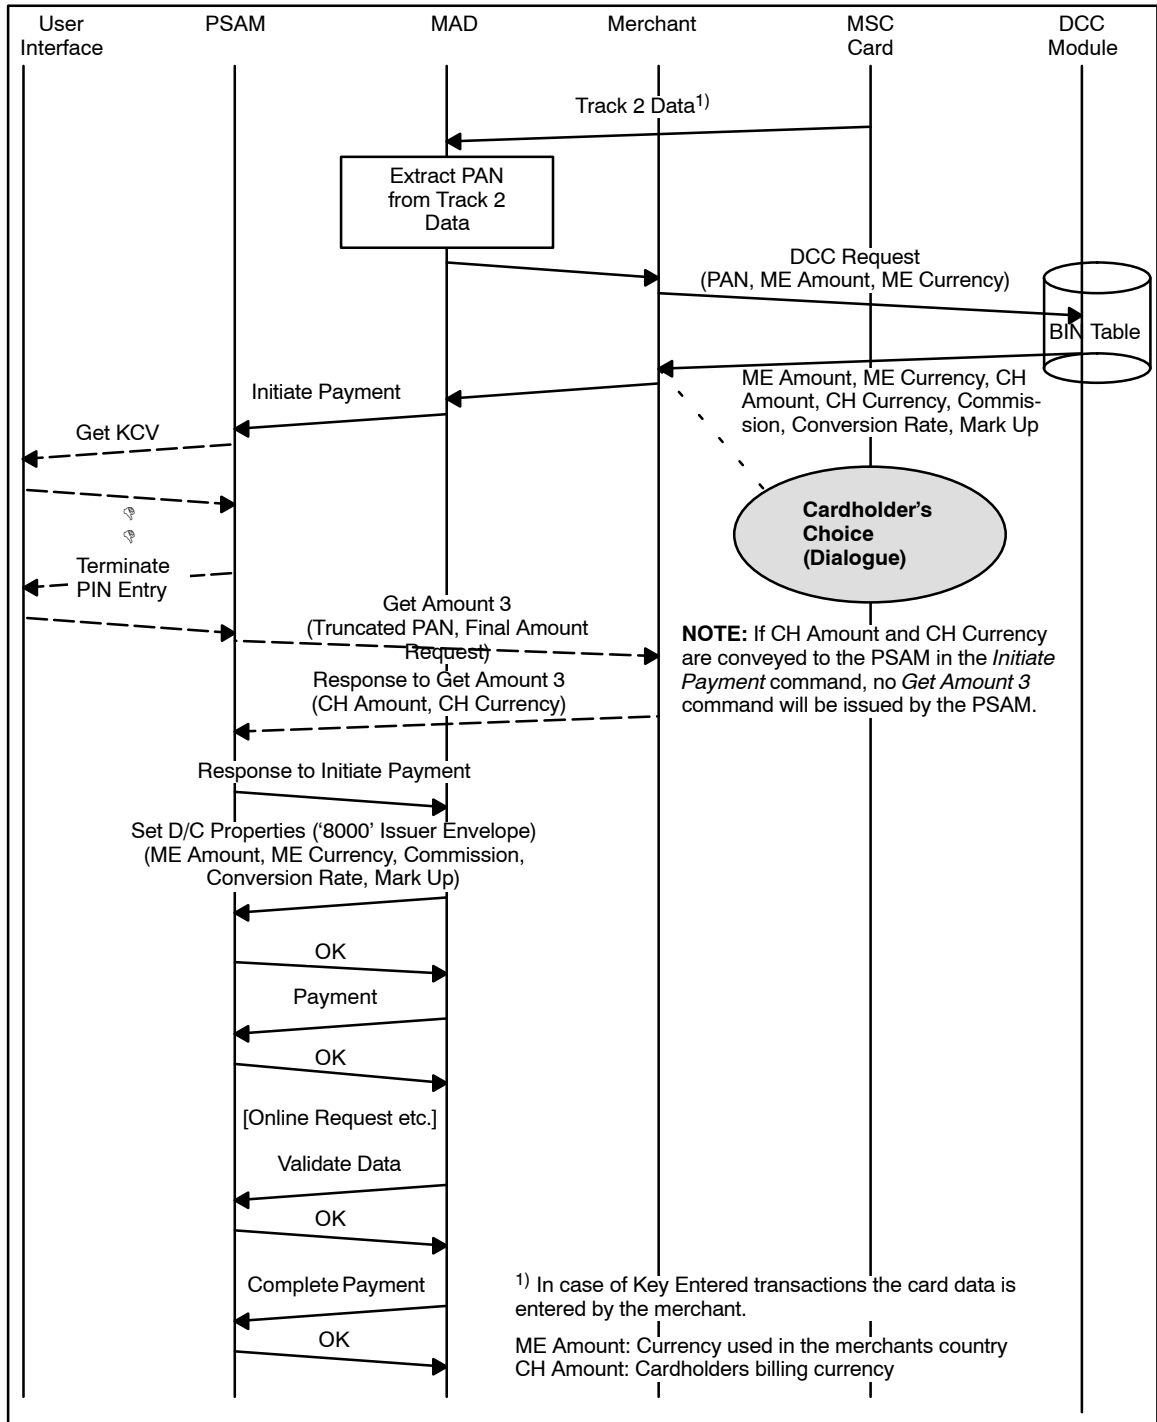 User
Interface
PSAM
MAD
Merchant
MSC
Card
DCC
Module
Track 2 Data1)
Extract PAN
from Track 2
Data
DCC Request
(PAN, ME Amount, ME Currency)
BIN Table
ME Amount, ME Currency, CH
Amount, CH Currency, Commis-
sion, Conversion Rate, Mark Up
Initiate Payment
Get KCV
Cardholder's
Choice
(Dialogue)
Terminate
PIN Entry
Get Amount 3
(Truncated PAN, Final Amount
Request)
NOTE: If CH Amount and CH Currency
are conveyed to the PSAM in the Initiate
Payment command, no Get Amount 3
command will be issued by the PSAM.
Response to Get Amount 3
(CH Amount, CH Currency)
Response to Initiate Payment
Set D/C Properties (‘8000’ Issuer Envelope)
(ME Amount, ME Currency, Commission,
Conversion Rate, Mark Up)
OK
Payment
OK
[Online Request etc.]
Validate Data
OK
Complete Payment
OK
1) In case of Key Entered transactions the card data is
entered by the merchant.
ME Amount: Currency used in the merchants country
CH Amount: Cardholders billing currency